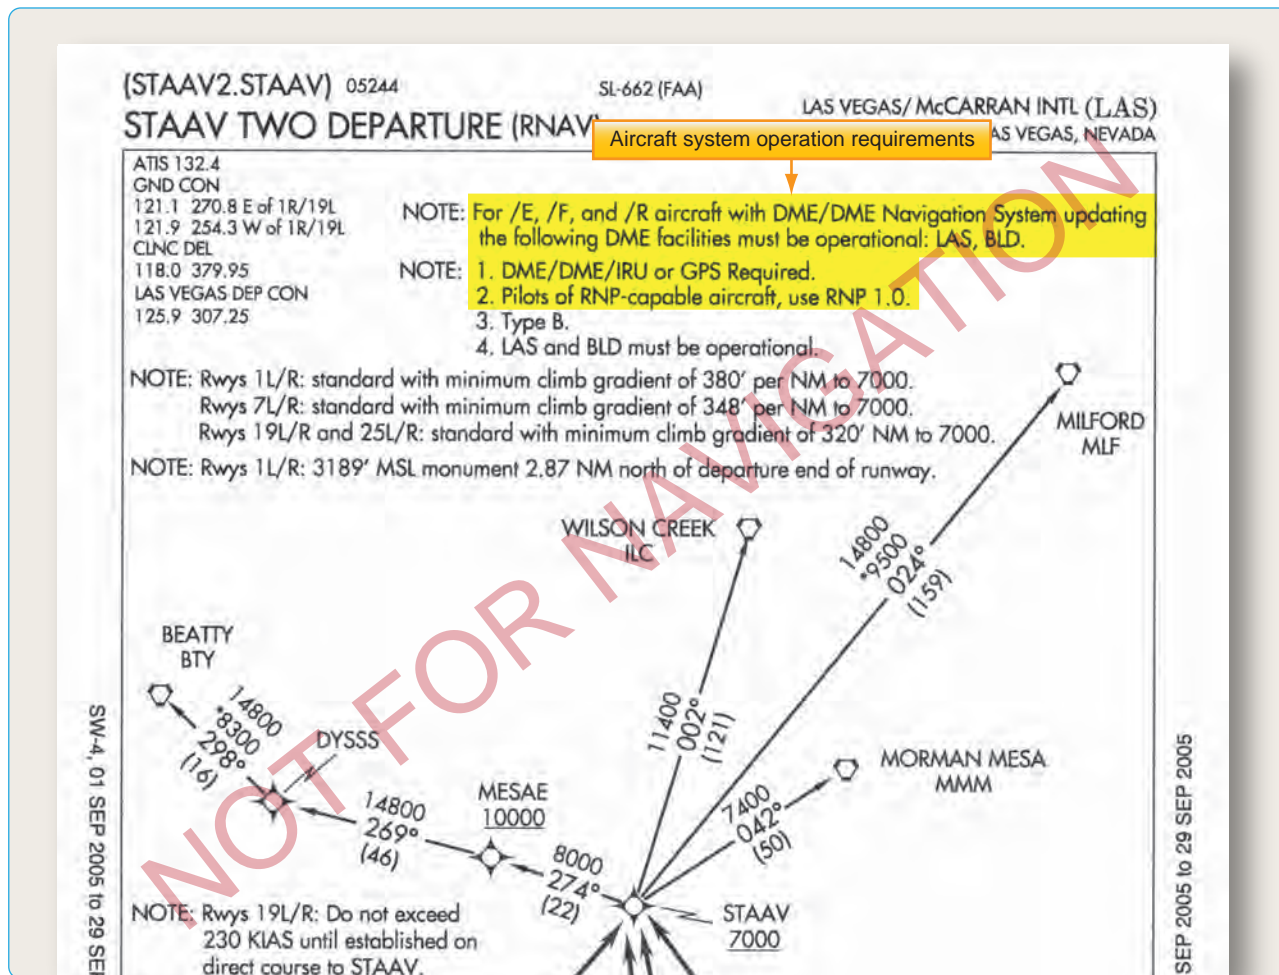 (STAAV2.STAAV) 05244
SL-662 (FAA)
LAS VEGAS/ McCARRAN INTL (LAS)
STAAV TWO DEPARTURE (RNAV)
AS VEGAS, NEVADA
Aircraft system operation requirements
ATIS 132.4
GND CON
121.1 270.8 E of 1R/19L
121.9 254.3 W of 1R/19L
CLNC DEL
118.0 379.95
LAS VEGAS DEP CON
125.9 307.25
NOTE: For /E, /F, and /R aircraft with DME/DME Navigation System updating
the following DME facilities must be operational: LAS, BLD.
NOTE: 1. DME/DME/IRU or GPS Required.
2. Pilots of RNP-capable aircraft, use RNP 1.0.
3. Type B.
4. LAS and BLD must be operational.
NOTE: Rwys 1L/R: standard with minimum climb gradient of 380' per NM to 7000.
Rwys 7L/R: standard with minimum climb gradient of 348' per NM to 7000.
Rwys 19L/R and 25L/R: standard with minimum climb gradient of 320' NM to 7000.
NOTE: Rwys 1L/R: 3189' MSL monument 2.87 NM north of departure end of runway.
MILFORD
MLF
WILSON CREEK
ILC
14800
*9500
024°
(159)
BEATTY
BTY
14800
*8300
298°
(16)
DYSSS
11400
002°
(121)
MORMAN MESA
MMM
7400
042°
(50)
14800
269°
(46)
MESAE
10000
8000
274°
(22)
STAAV
7000
NOTE: Rwys 19L/R: Do not exceed
230 KIAS until established on
direct course to STAAV.
SW-4, 01 SEP 2005 to 29 SEP
SEP 2005 to 29 SEP 2005
NOT FOR NAVIGATION